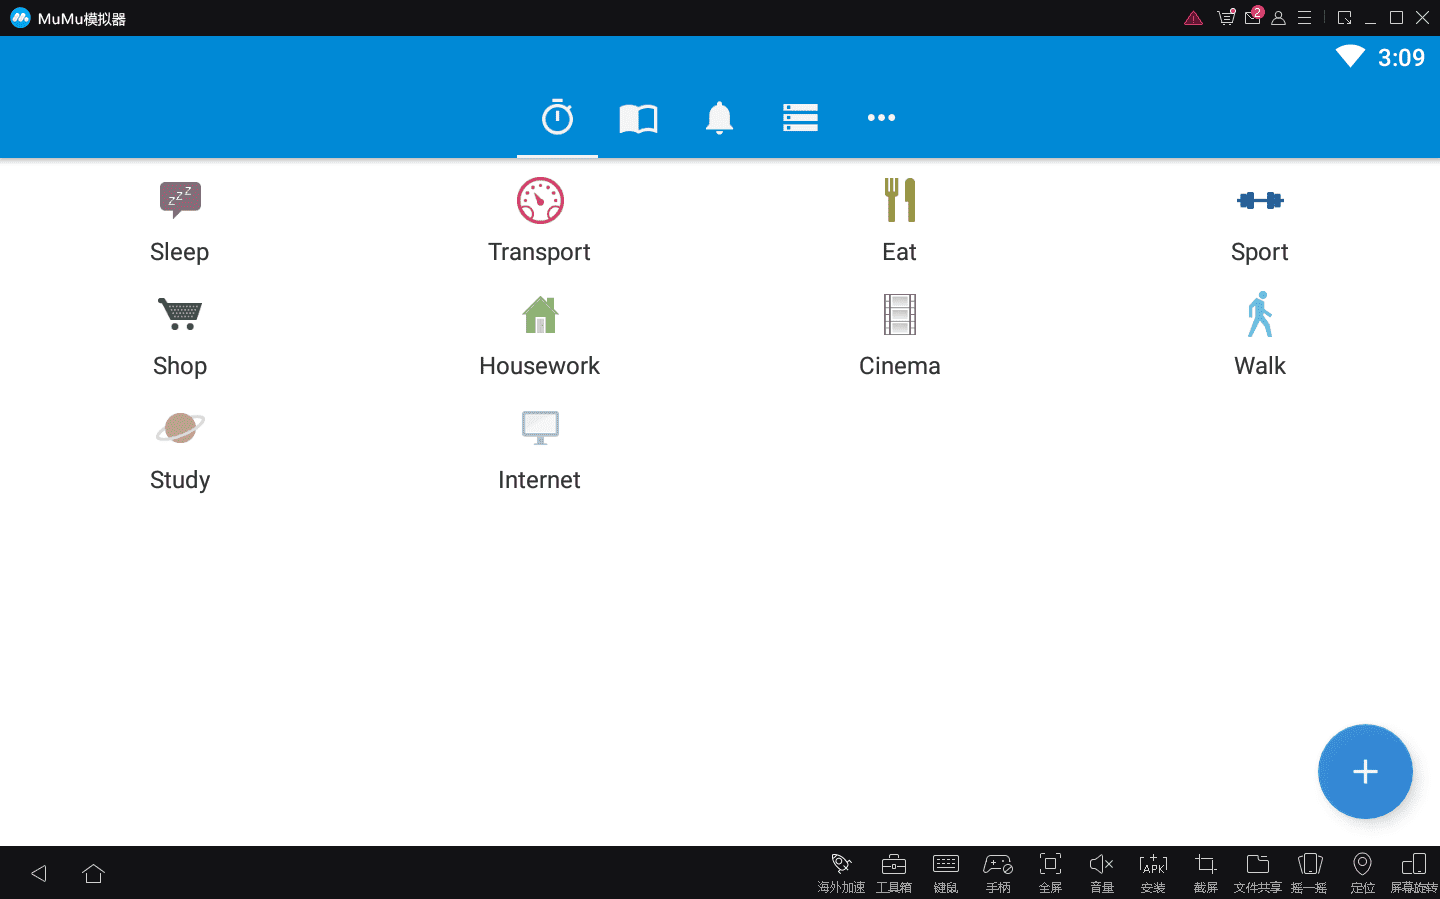 MuMu模拟器
2
3:09
zzz
Sleep
Transport
Eat
Sport
Shop
Housework
Cinema
Walk
Study
Internet
APK
海外加速
工具箱
键鼠
手柄
全屏
音量
安装
截屏
文件共享
摇一摇
定位
屏幕旋转